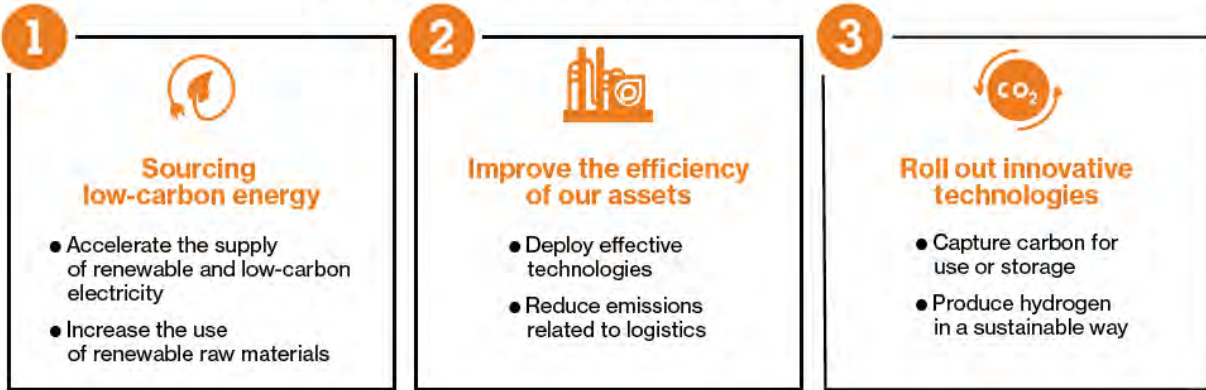 1
Sourcing
low-carbon energy
● Accelerate the supply
of renewable and low-carbon
electricity
● Increase the use
of renewable raw materials
2
Improve the efficiency
of our assets
● Deploy effective
technologies
● Reduce emissions
related to logistics
3
CO₂
Roll out innovative
technologies
● Capture carbon for
use or storage
● Produce hydrogen
in a sustainable way